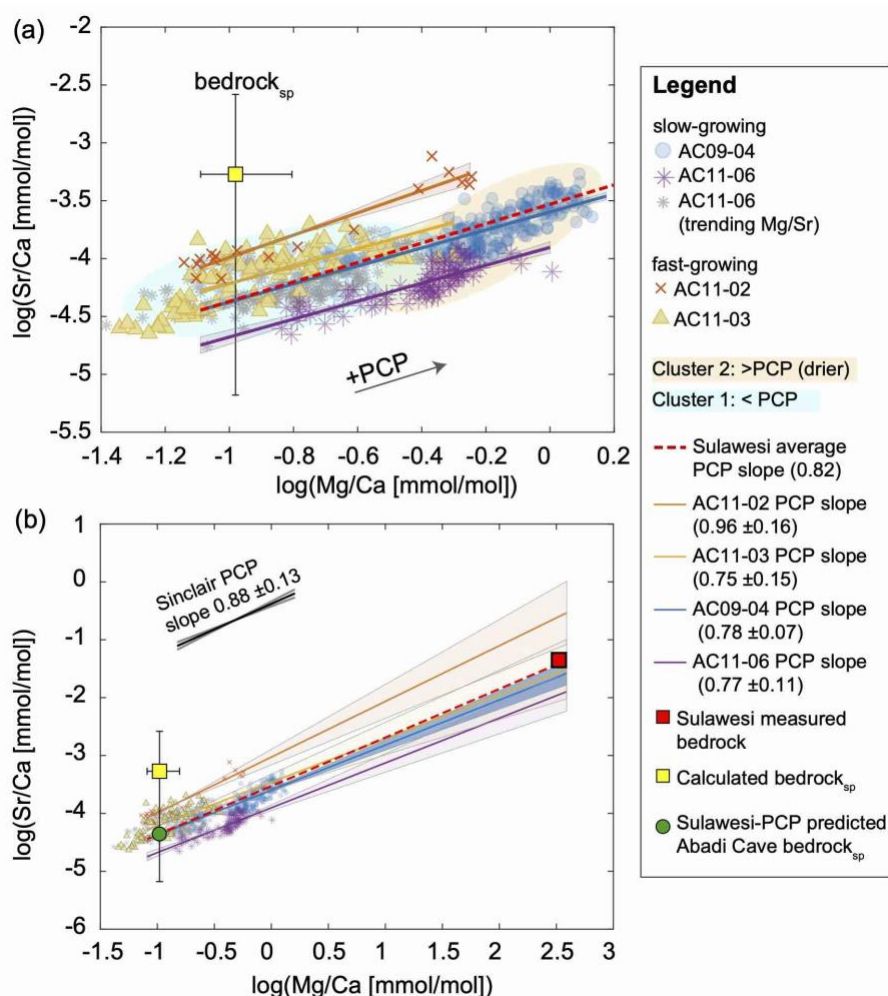 (a)
-2
-2.5
-3
-3.5
-4
-4.5
-5
-5.5
log(Sr/Ca [mmol/mol])
bedrock_sp
+PCP
-1.4 -1.2 -1 -0.8 -0.6 -0.4 -0.2 0 0.2
log(Mg/Ca [mmol/mol])
(b)
1
0
-1
-2
-3
-4
-5
-6
log(Sr/Ca [mmol/mol])
Sinclair PCP
slope 0.88 ±0.13
-1.5 -1 -0.5 0 0.5 1 1.5 2 2.5 3
log(Mg/Ca [mmol/mol])
Legend
slow-growing
AC09-04
AC11-06
AC11-06
(trending Mg/Sr)
fast-growing
AC11-02
AC11-03
Cluster 2: >PCP (drier)
Cluster 1: < PCP
Sulawesi average
PCP slope (0.82)
AC11-02 PCP slope
(0.96 ±0.16)
AC11-03 PCP slope
(0.75 ±0.15)
AC09-04 PCP slope
(0.78 ±0.07)
AC11-06 PCP slope
(0.77 ±0.11)
Sulawesi measured
bedrock
Calculated bedrock_sp
Sulawesi-PCP predicted
Abadi Cave bedrock_sp